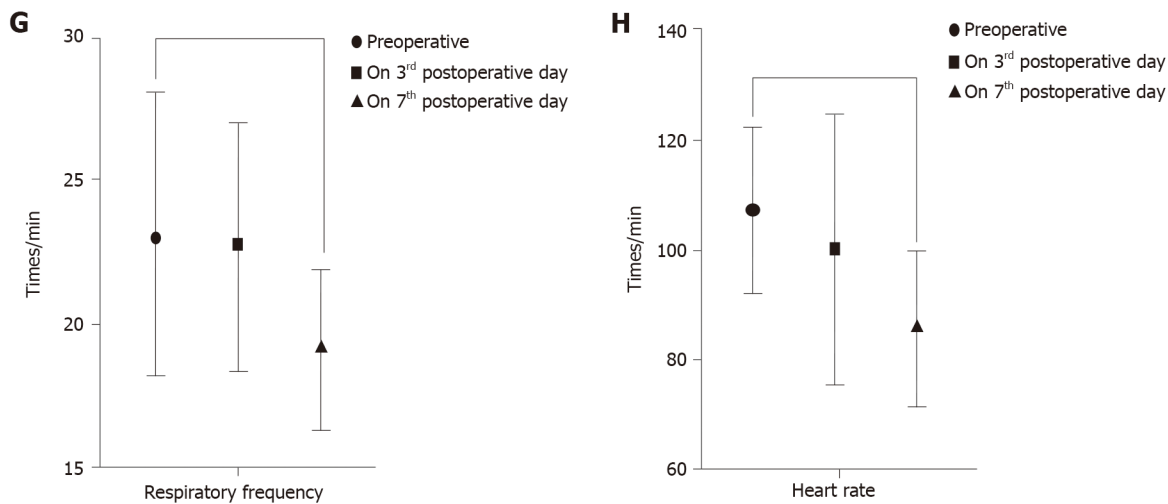 G
30
25
20
15
Times/min
Respiratory frequency
Preoperative
On 3rd postoperative day
On 7th postoperative day
H
140
120
100
80
60
Times/min
Heart rate
Preoperative
On 3rd postoperative day
On 7th postoperative day